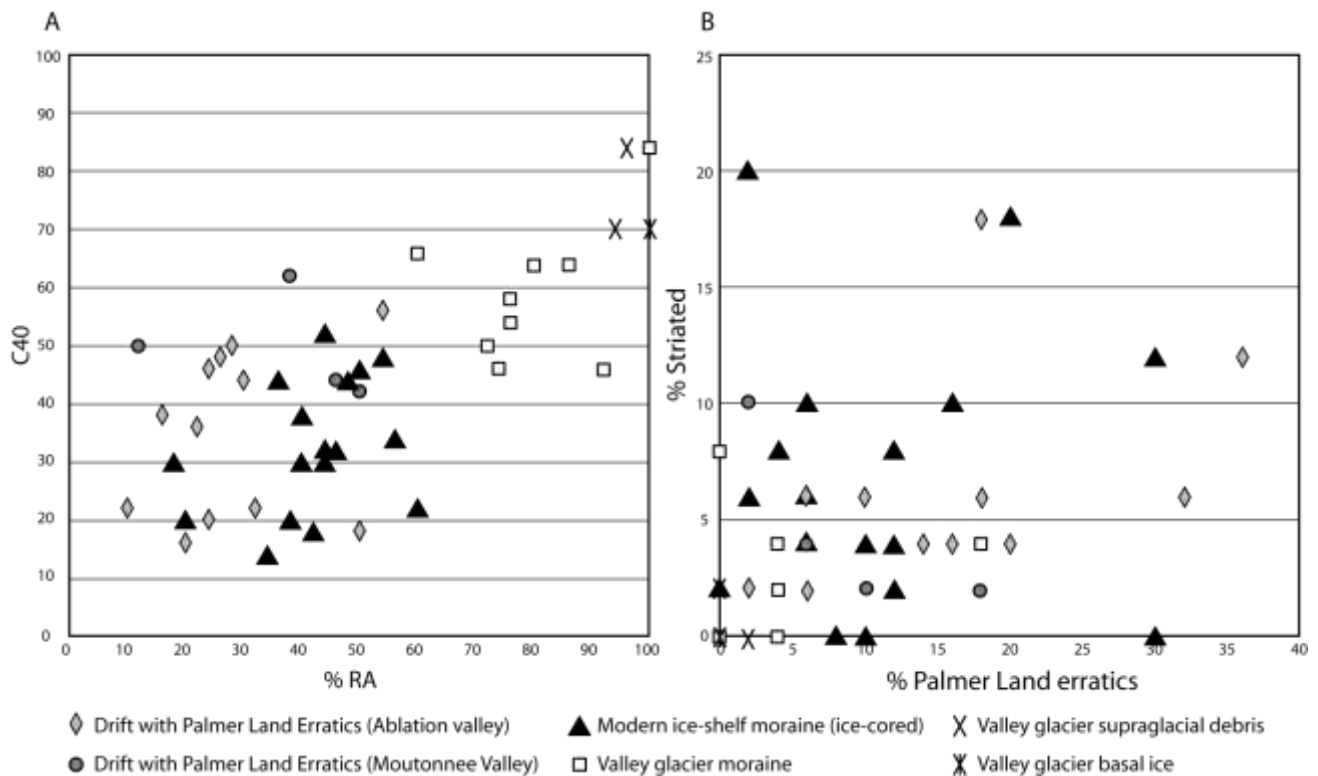 A
B
100
90
80
70
60
50
40
30
20
10
0
C40
0 10 20 30 40 50 60 70 80 90 100
% RA
25
20
15
10
5
0
% Striated
0 5 10 15 20 25 30 35 40
% Palmer Land erratics
Drift with Palmer Land Erratics (Ablation valley) Modern ice-shelf moraine (ice-cored) Valley glacier supraglacial debris
Drift with Palmer Land Erratics (Moutonnee Valley) Valley glacier moraine Valley glacier basal ice